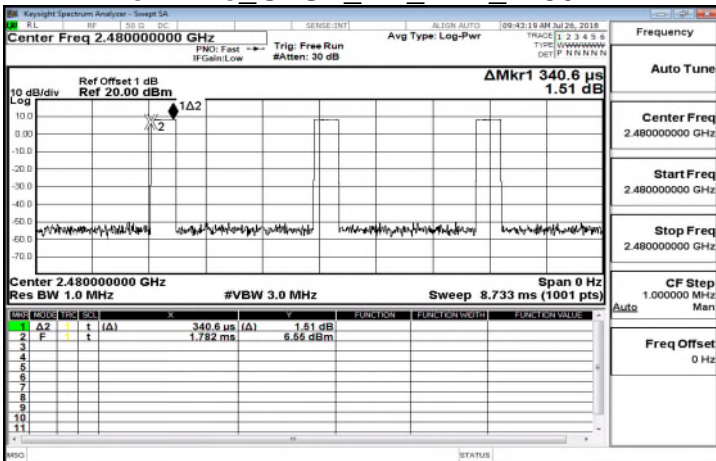 Keysight Spectrum Analyzer - Swept SA
RL RF 50 Ω DC SENSE:INT ALIGN AUTO 09:43:19 AM Jul 26, 2018
Center Freq 2.480000000 GHz
PNO: Fast
IFGain:Low
Trig: Free Run
#Atten: 30 dB
Avg Type: Log-Pwr
TRACE 1 2 3 4 5 6
TYPE WWWWWW
DET P NNNNN
Ref Offset 1 dB
10 dB/div Ref 20.00 dBm
Log
ΔMkr1 340.6 µs
1.51 dB
10.0
0.00
-10.0
-20.0
-30.0
-40.0
-50.0
-60.0
-70.0
1Δ2
2
Center 2.480000000 GHz
Span 0 Hz
Res BW 1.0 MHz
#VBW 3.0 MHz
Sweep 8.733 ms (1001 pts)
MKR MODE TRC SCL X Y FUNCTION FUNCTION WIDTH FUNCTION VALUE
1 Δ2 1 t (Δ) 340.6 µs (Δ) 1.51 dB
2 F 1 t 1.782 ms 6.55 dBm
3
4
5
6
7
8
9
10
11
MSG
STATUS
Frequency
Auto Tune
Center Freq
2.480000000 GHz
Start Freq
2.480000000 GHz
Stop Freq
2.480000000 GHz
CF Step
1.000000 MHz
Auto Man
Freq Offset
0 Hz